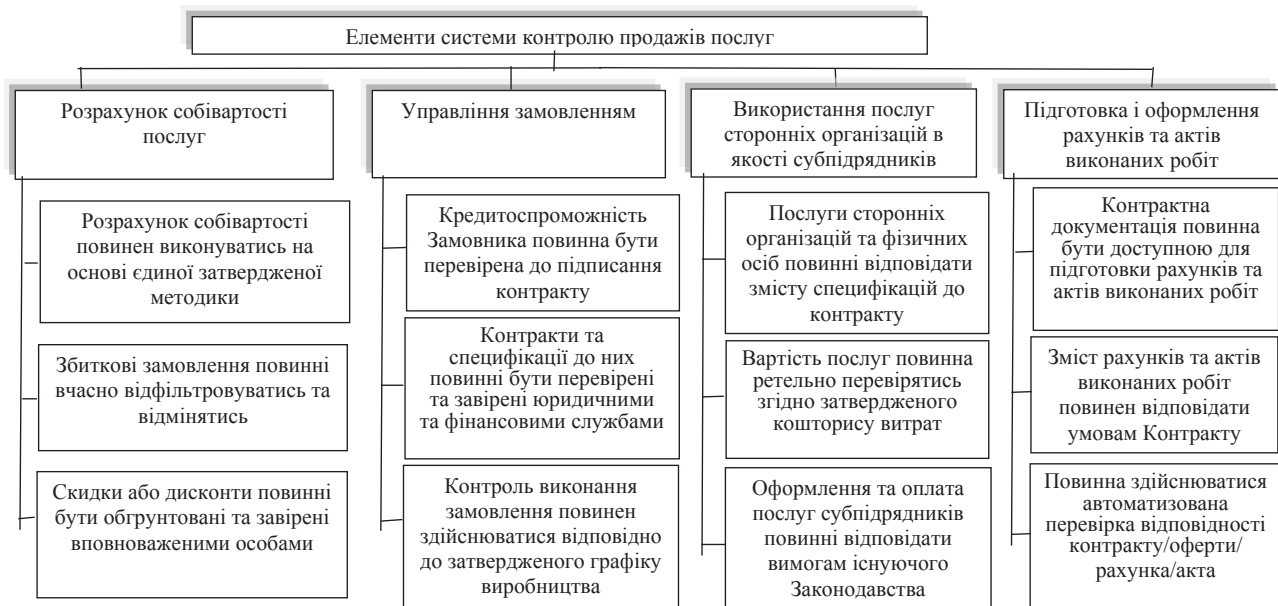 Елементи системи контролю продажів послуг
Розрахунок собівартості
послуг
Розрахунок собівартості
повинен виконуватись на
основі єдиної затвердженої
методики
Збиткові замовлення повинні
вчасно відфільтровуватись та
відмінятись
Скидки або дисконти повинні
бути обгрунтовані та завірені
вповноваженими особами
Управління замовленням
Кредитоспроможність
Замовника повинна бути
перевірена до підписання
контракту
Контракти та
специфікації до них
повинні бути перевірені
та завірені юридичними
та фінансовими службами
Контроль виконання
замовлення повинен
здійснюватися відповідно
до затвердженого графіку
виробництва
Використання послуг
сторонніх організацій в
якості субпідрядників
Послуги сторонніх
організацій та фізичних
осіб повинні відповідати
змісту специфікацій до
контракту
Вартість послуг повинна
ретельно перевірятись
згідно затвердженого
кошторису витрат
Оформлення та оплата
послуг субпідрядників
повинні відповідати
вимогам існуючого
Законодавства
Підготовка і оформлення
рахунків та актів
виконаних робіт
Контрактна
документація повинна
бути доступною для
підготовки рахунків та
актів виконаних робіт
Зміст рахунків та актів
виконаних робіт
повинен відповідати
умовам Контракту
Повинна здійснюватися
автоматизована
перевірка відповідності
контракту/оферти/
рахунка/акта